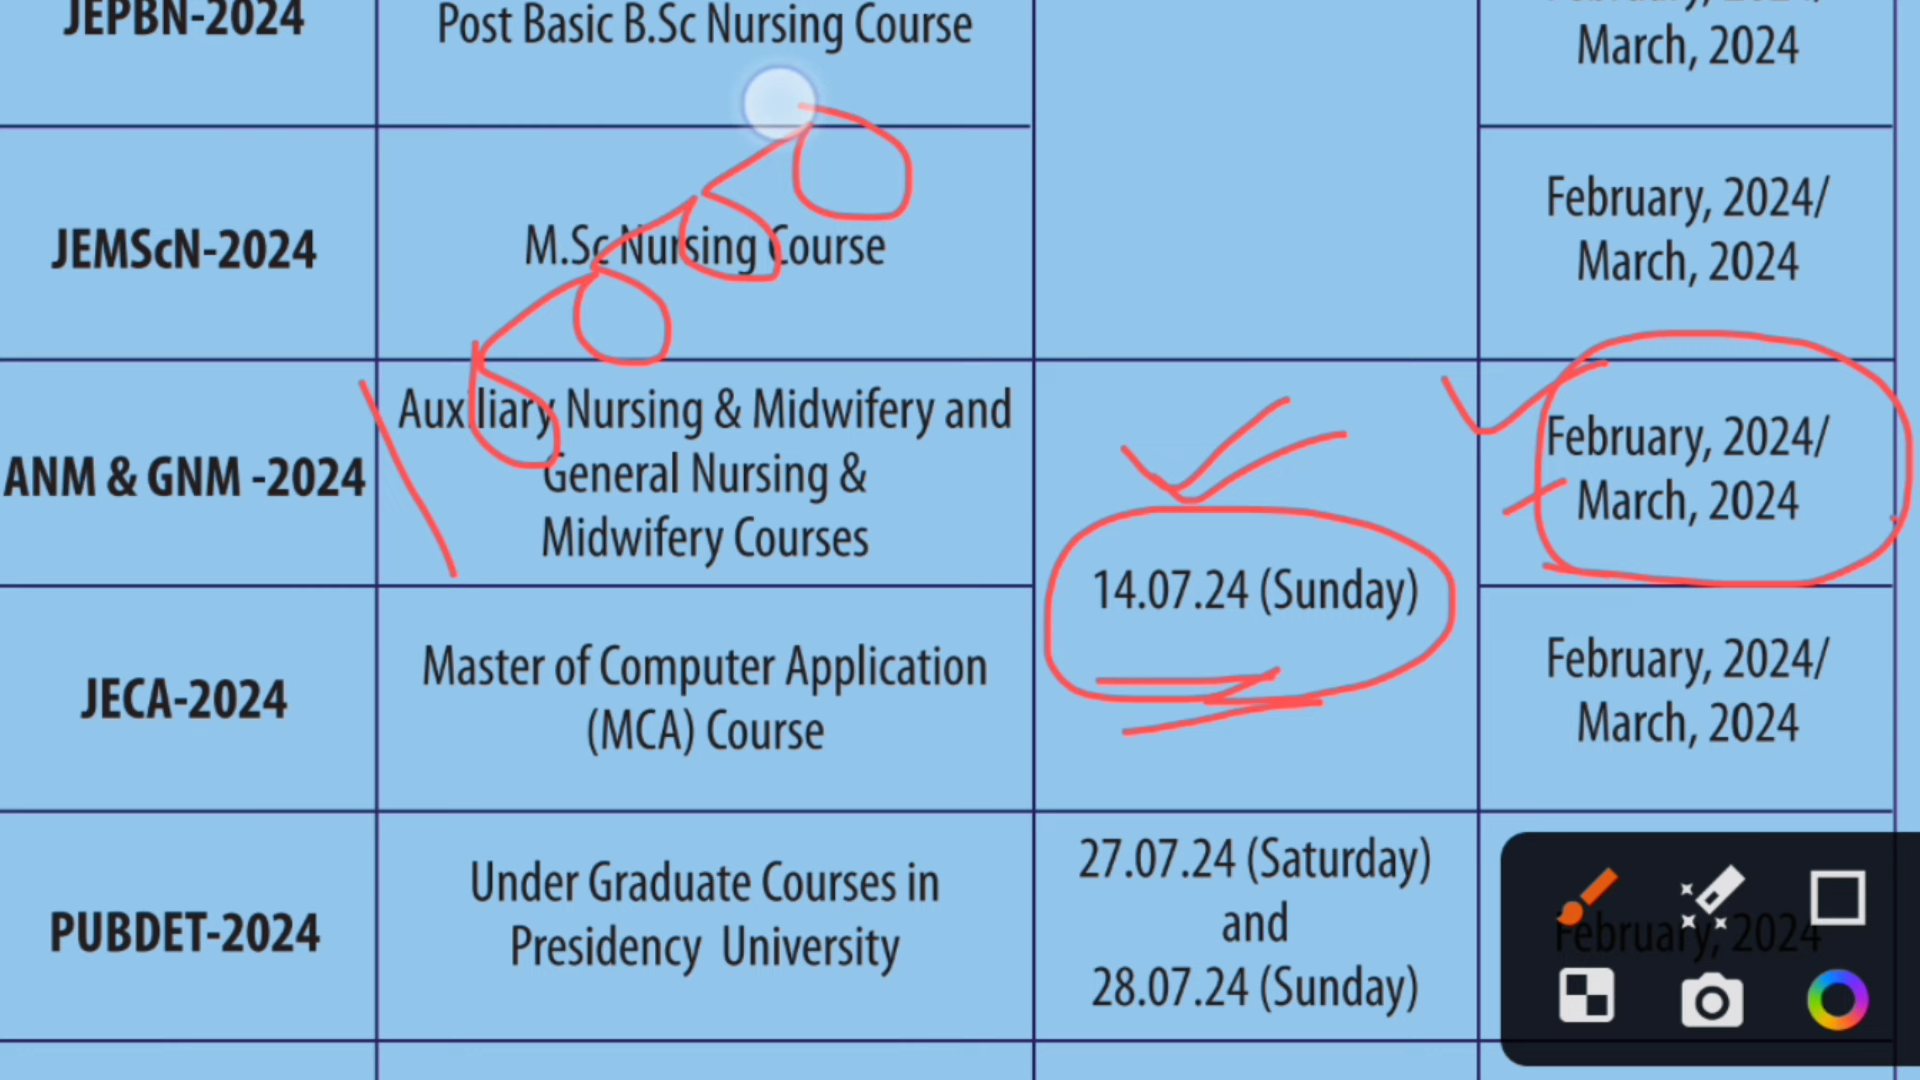 JEPBN-2024
Post Basic B.Sc Nursing Course
March, 2024
JEMScN-2024
M.Sc Nursing Course
February, 2024/
March, 2024
ANM & GNM -2024
Auxiliary Nursing & Midwifery and
General Nursing &
Midwifery Courses
14.07.24 (Sunday)
February, 2024/
March, 2024
JECA-2024
Master of Computer Application
(MCA) Course
February, 2024/
March, 2024
PUBDET-2024
Under Graduate Courses in
Presidency University
27.07.24 (Saturday)
and
28.07.24 (Sunday)
February, 2024